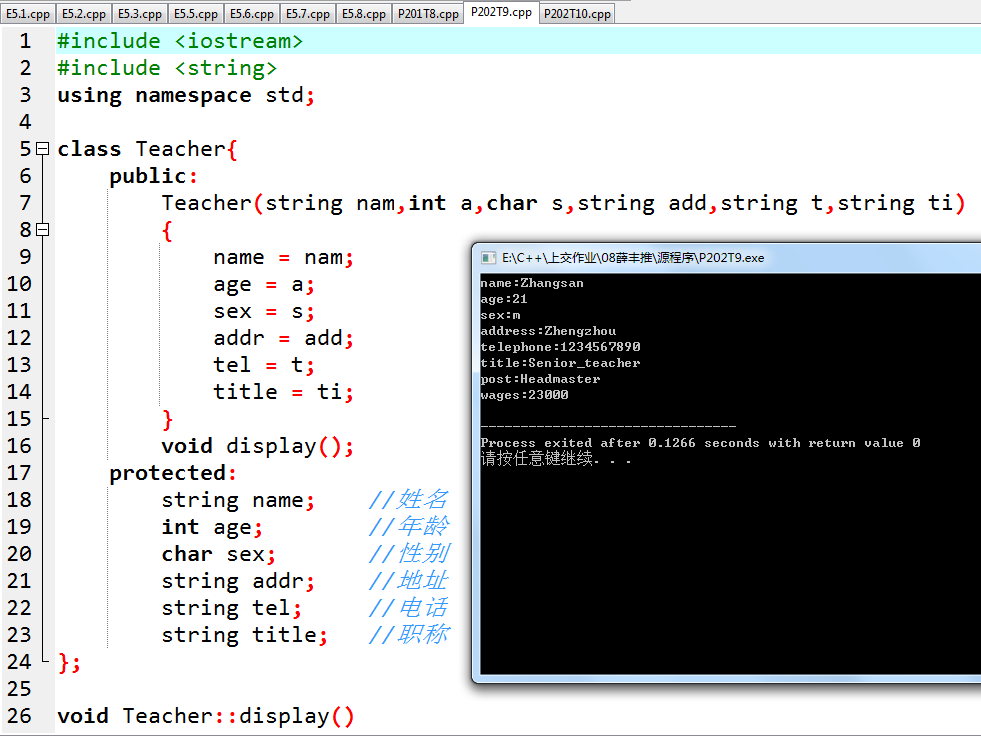 E5.1.cpp E5.2.cpp E5.3.cpp E5.5.cpp E5.6.cpp E5.7.cpp E5.8.cpp P201T8.cpp P202T9.cpp P202T10.cpp
1 #include <iostream>
2 #include <string>
3 using namespace std;
4
5 class Teacher{
6 public:
7 Teacher(string nam,int a,char s,string add,string t,string ti)
8 {
9 name = nam;
10 age = a;
11 sex = s;
12 addr = add;
13 tel = t;
14 title = ti;
15 }
16 void display();
17 protected:
18 string name; //姓名
19 int age; //年龄
20 char sex; //性别
21 string addr; //地址
22 string tel; //电话
23 string title; //职称
24 };
25
26 void Teacher::display()
E:\C++\上交作业\08薛丰推\源程序\P202T9.exe
name:Zhangsan
age:21
sex:m
address:Zhengzhou
telephone:1234567890
title:Senior_teacher
post:Headmaster
wages:23000
--------------------------------
Process exited after 0.1266 seconds with return value 0
请按任意键继续. . .